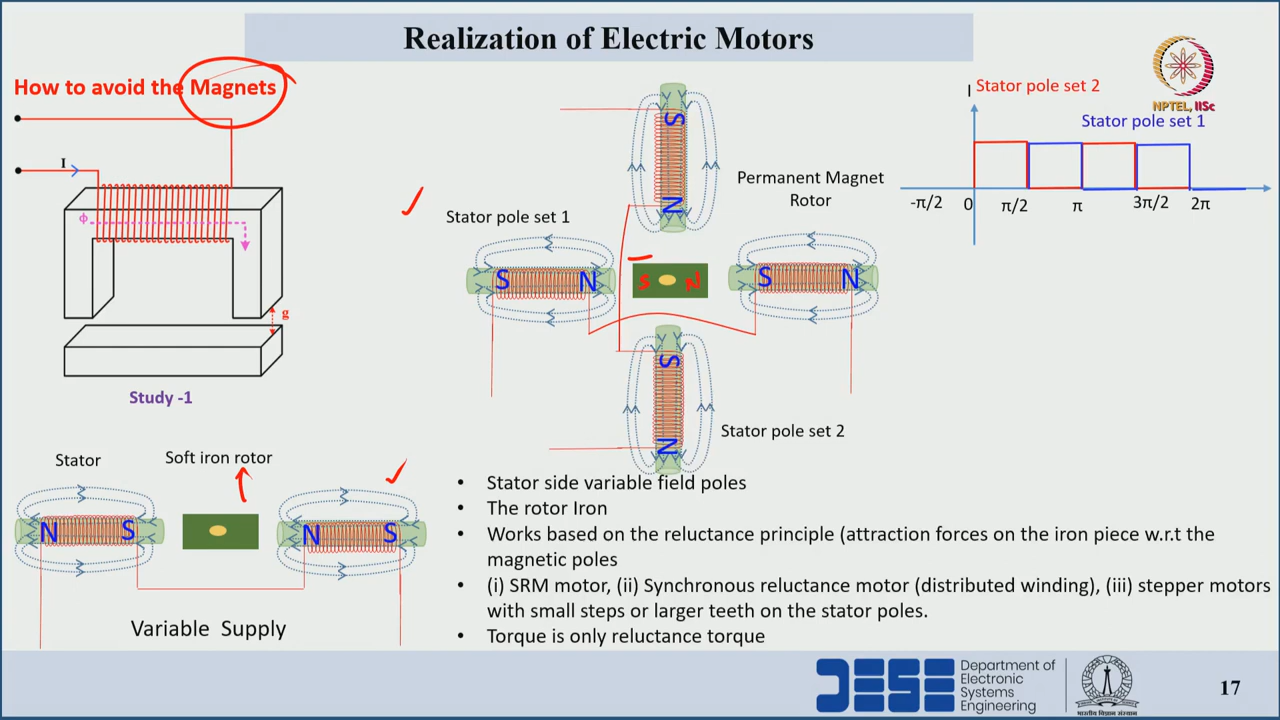 Realization of Electric Motors
How to avoid the Magnets
I
ϕ
g
Study -1
Stator
Soft iron rotor
N S
N S
Variable Supply
S
N
Stator pole set 1
S N
S N
S N
Permanent Magnet
Rotor
S
N
Stator pole set 2
I
Stator pole set 2
Stator pole set 1
-π/2 0 π/2 π 3π/2 2π
NPTEL, IISc
• Stator side variable field poles
• The rotor Iron
• Works based on the reluctance principle (attraction forces on the iron piece w.r.t the
magnetic poles
• (i) SRM motor, (ii) Synchronous reluctance motor (distributed winding), (iii) stepper motors
with small steps or larger teeth on the stator poles.
• Torque is only reluctance torque
DESE
Department of
Electronic
Systems
Engineering
भारतीय विज्ञान संस्थान
17